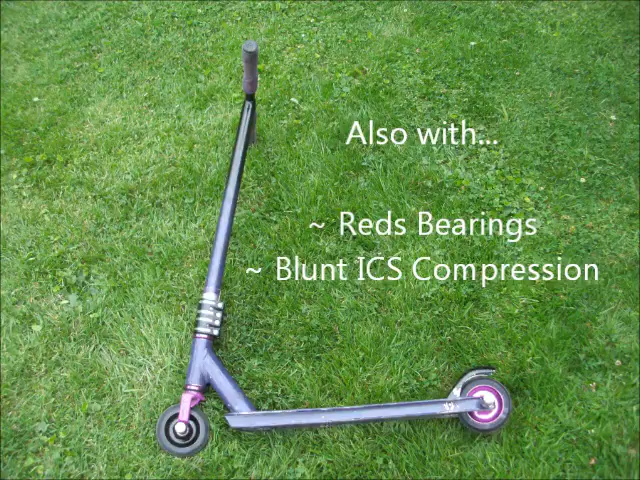 Also with...
~ Reds Bearings
~ Blunt ICS Compression